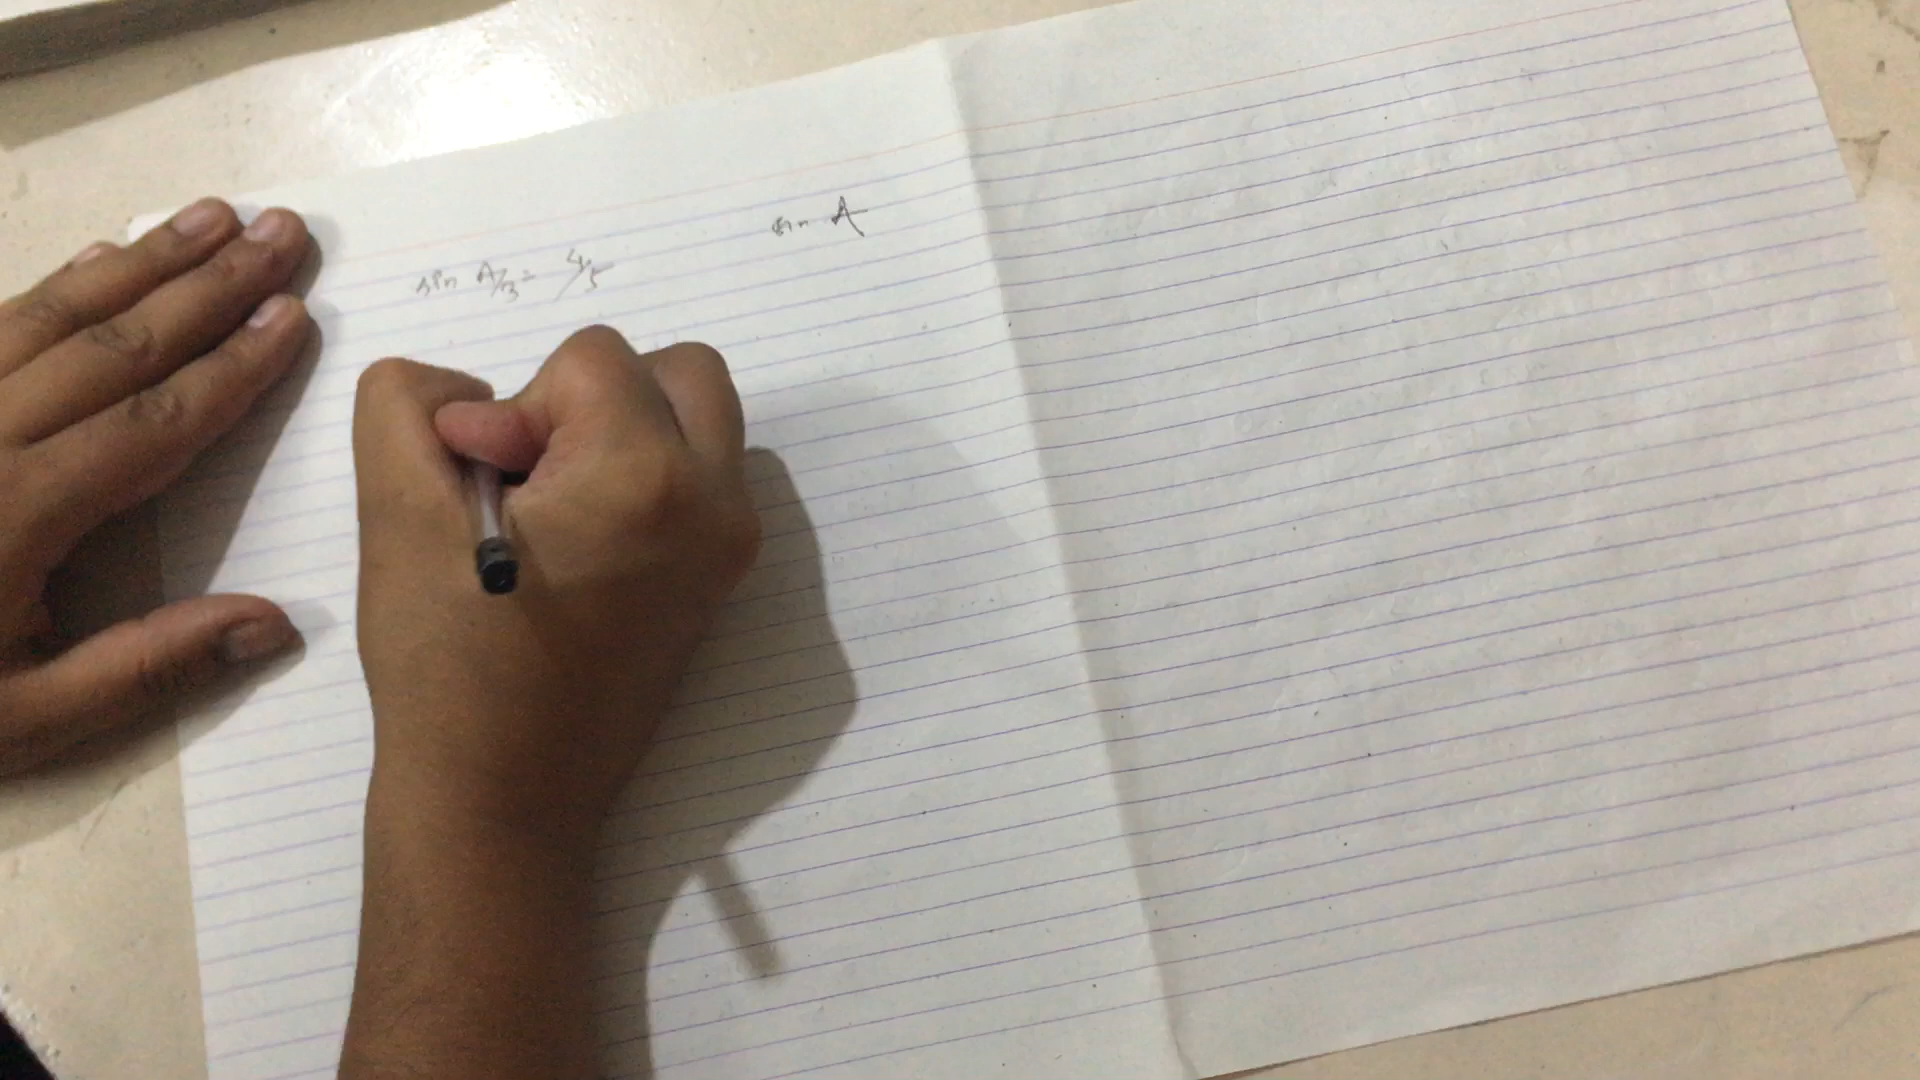 sin A
sin A/3 = 4/5